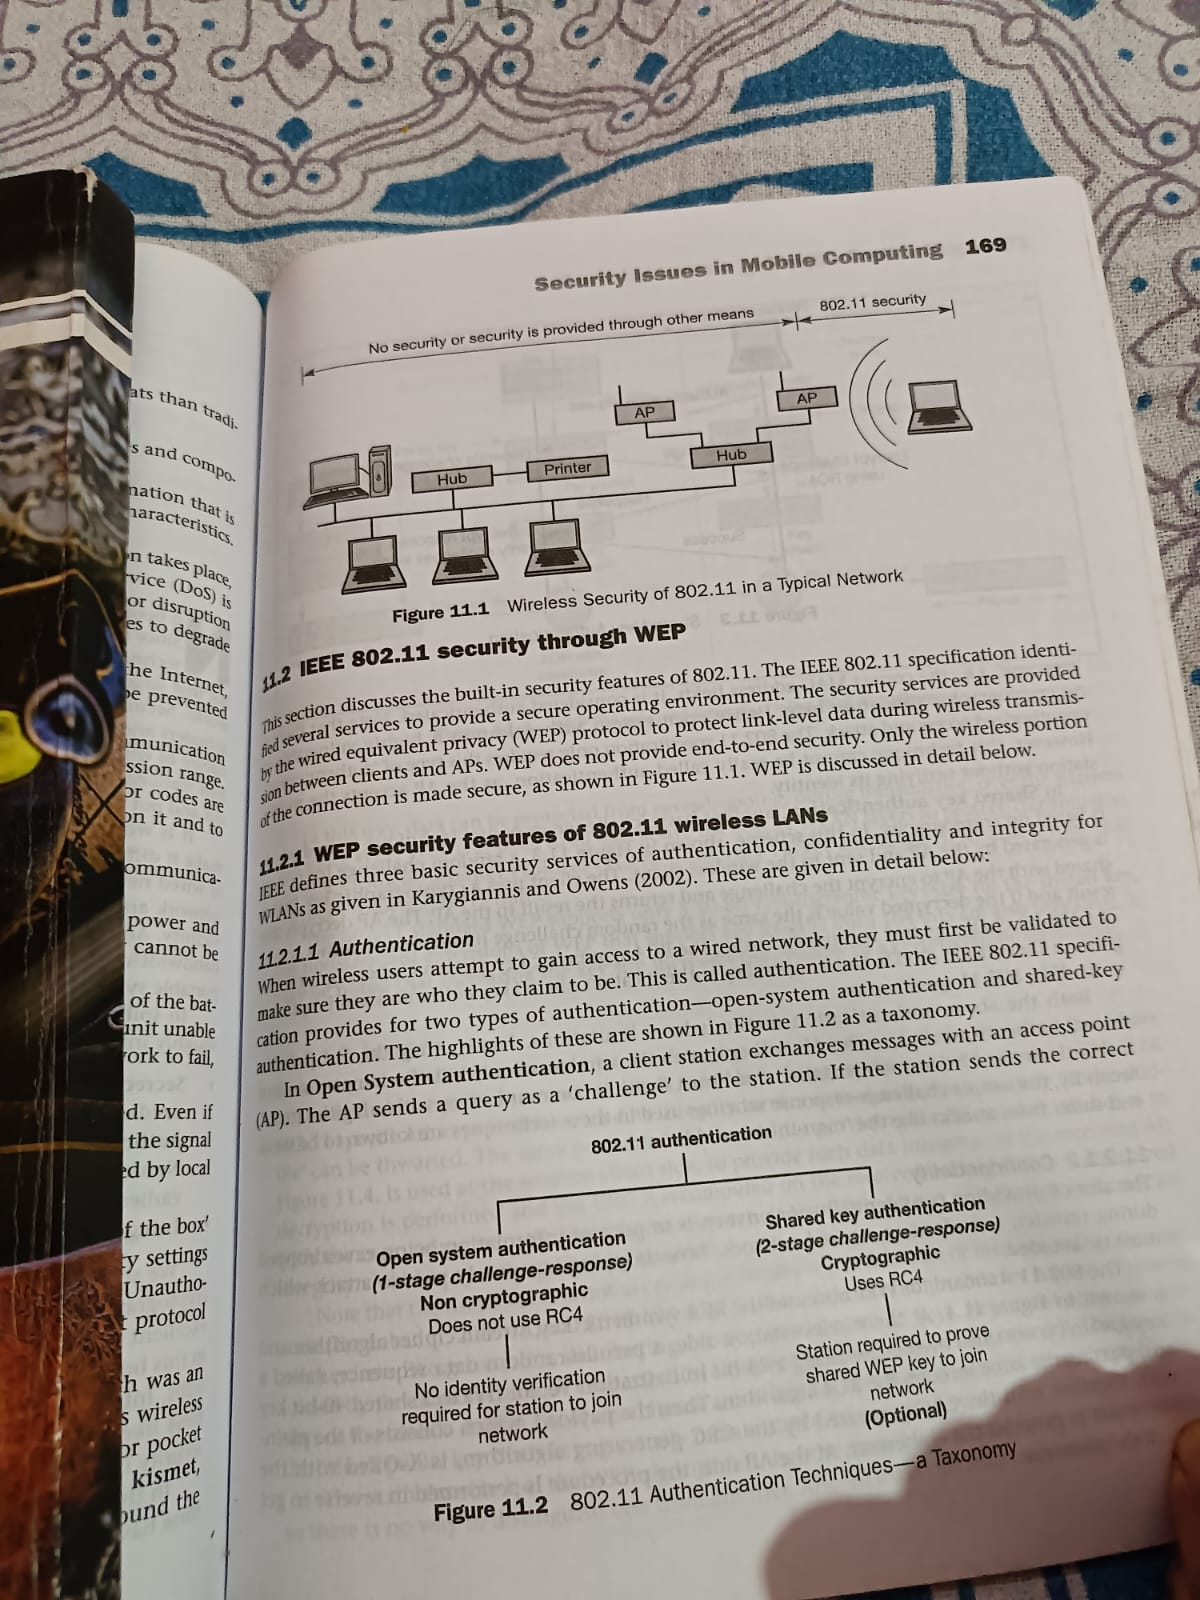 ats than tradi-
s and compo-
nation that is
haracteristics.
n takes place,
vice (DoS) is
or disruption
es to degrade
he Internet,
be prevented
munication
ssion range.
or codes are
on it and to
ommunica-
power and
cannot be
of the bat-
unit unable
ork to fail,
d. Even if
the signal
ed by local
f the box'
y settings
Unautho-
protocol
h was an
s wireless
or pocket
kismet,
ound the
Security Issues in Mobile Computing 169
No security or security is provided through other means
802.11 security
AP
AP
Hub
Printer
Hub
Figure 11.1 Wireless Security of 802.11 in a Typical Network
11.2 IEEE 802.11 security through WEP
This section discusses the built-in security features of 802.11. The IEEE 802.11 specification identi-
fied several services to provide a secure operating environment. The security services are provided
by the wired equivalent privacy (WEP) protocol to protect link-level data during wireless transmis-
sion between clients and APs. WEP does not provide end-to-end security. Only the wireless portion
of the connection is made secure, as shown in Figure 11.1. WEP is discussed in detail below.
11.2.1 WEP security features of 802.11 wireless LANs
IEEE defines three basic security services of authentication, confidentiality and integrity for
WLANs as given in Karygiannis and Owens (2002). These are given in detail below:
11.2.1.1 Authentication
When wireless users attempt to gain access to a wired network, they must first be validated to
make sure they are who they claim to be. This is called authentication. The IEEE 802.11 specifi-
cation provides for two types of authentication—open-system authentication and shared-key
authentication. The highlights of these are shown in Figure 11.2 as a taxonomy.
In Open System authentication, a client station exchanges messages with an access point
(AP). The AP sends a query as a 'challenge' to the station. If the station sends the correct
802.11 authentication
Open system authentication
(1-stage challenge-response)
Non cryptographic
Does not use RC4
No identity verification
required for station to join
network
Shared key authentication
(2-stage challenge-response)
Cryptographic
Uses RC4
Station required to prove
shared WEP key to join
network
(Optional)
Figure 11.2 802.11 Authentication Techniques—a Taxonomy